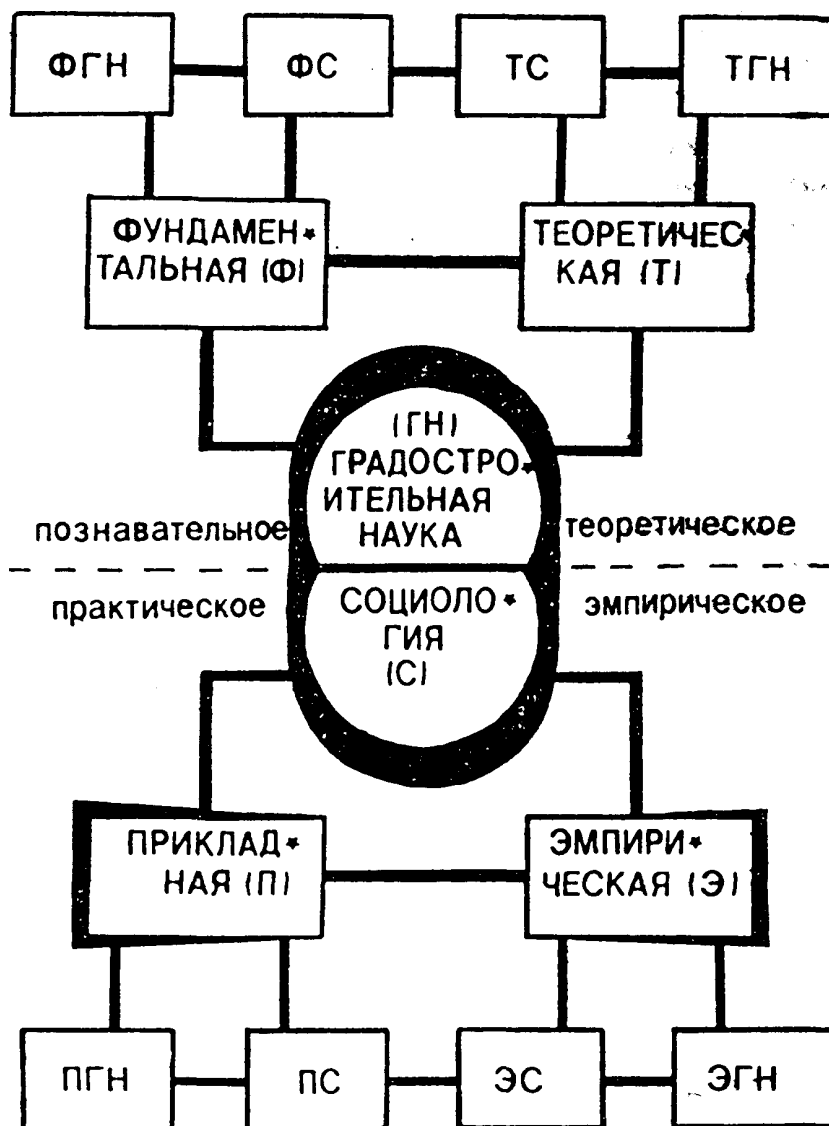 ФГН
ФС
ТС
ТГН
ФУНДАМЕН*
ТАЛЬНАЯ (Ф)
ТЕОРЕТИЧЕС*
КАЯ (Т)
(ГН)
ГРАДОСТРО*
ИТЕЛЬНАЯ
НАУКА
познавательное
теоретическое
практическое
эмпирическое
СОЦИОЛО*
ГИЯ
(С)
ПРИКЛАД*
НАЯ (П)
ЭМПИРИ*
ЧЕСКАЯ (Э)
ПГН
ПС
ЭС
ЭГН